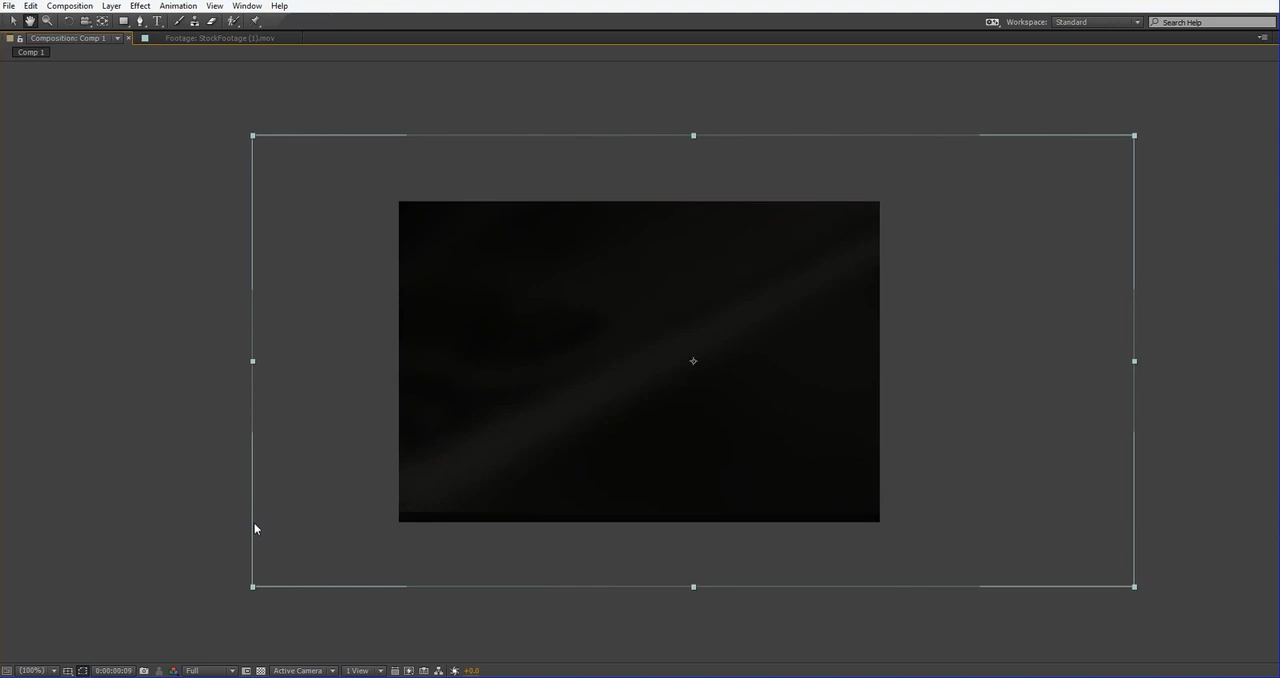 File Edit Composition Layer Effect Animation View Window Help
Workspace: Standard Search Help
Composition: Comp 1 Footage: StockFootage (1).mov
Comp 1
(100%) 0:00:00:09 Full Active Camera 1 View +0.0